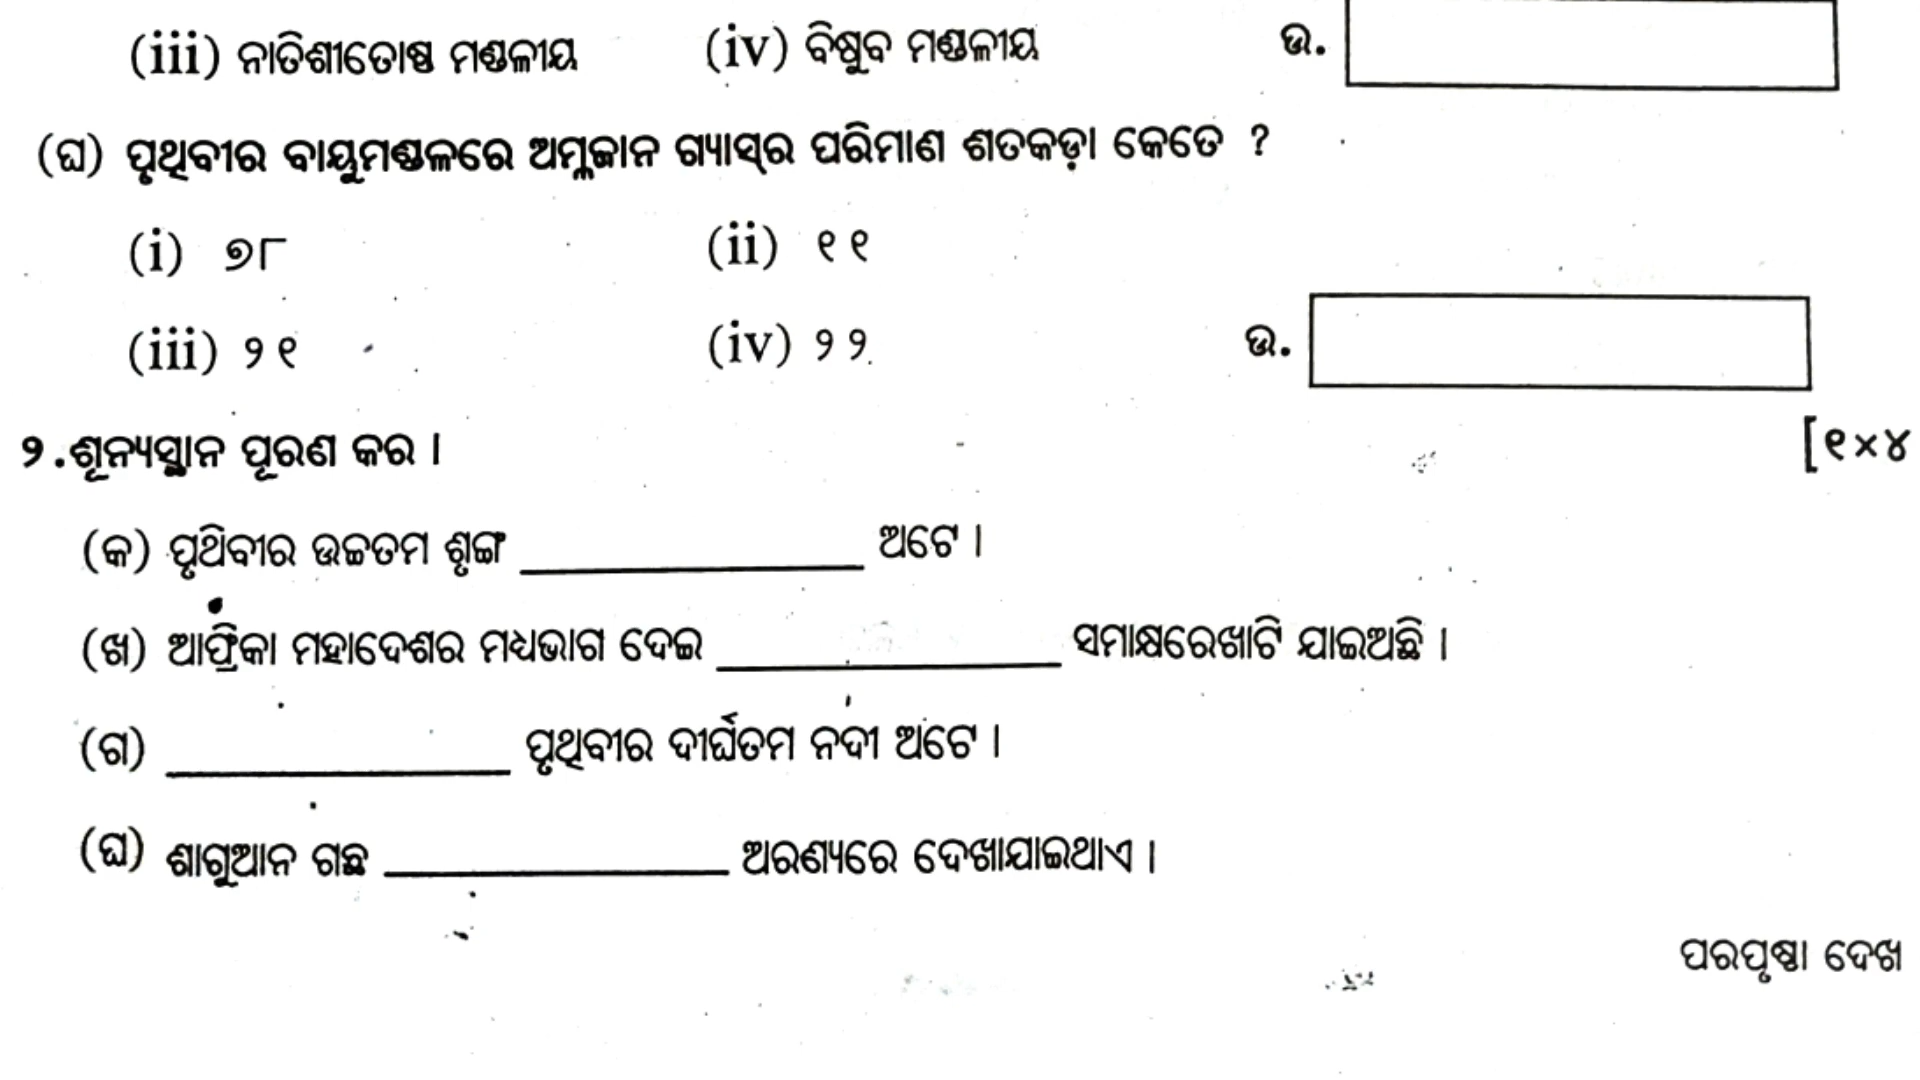 (iii) ନାତିଶୀତୋଷ୍ଣ ମଣ୍ଡଳୀୟ (iv) ବିଷୁବ ମଣ୍ଡଳୀୟ ଉ.
(ଘ) ପୃଥିବୀର ବାୟୁମଣ୍ଡଳରେ ଅମ୍ଳଜାନ ଗ୍ୟାସ୍‌ର ପରିମାଣ ଶତକଡ଼ା କେତେ ?
(i) ୭୮ (ii) ୧୧
(iii) ୨୧ (iv) ୨୨ ଉ.
୨.ଶୂନ୍ୟସ୍ଥାନ ପୂରଣ କର । [୧×୪
(କ) ପୃଥିବୀର ଉଚ୍ଚତମ ଶୃଙ୍ଗ ____________ ଅଟେ ।
(ଖ) ଆଫ୍ରିକା ମହାଦେଶର ମଧ୍ୟଭାଗ ଦେଇ ____________ ସମାକ୍ଷରେଖାଟି ଯାଇଅଛି ।
(ଗ) ____________ ପୃଥିବୀର ଦୀର୍ଘତମ ନଦୀ ଅଟେ ।
(ଘ) ଶାଗୁଆନ ଗଛ ____________ ଅରଣ୍ୟରେ ଦେଖାଯାଇଥାଏ ।
ପରପୃଷ୍ଠା ଦେଖ